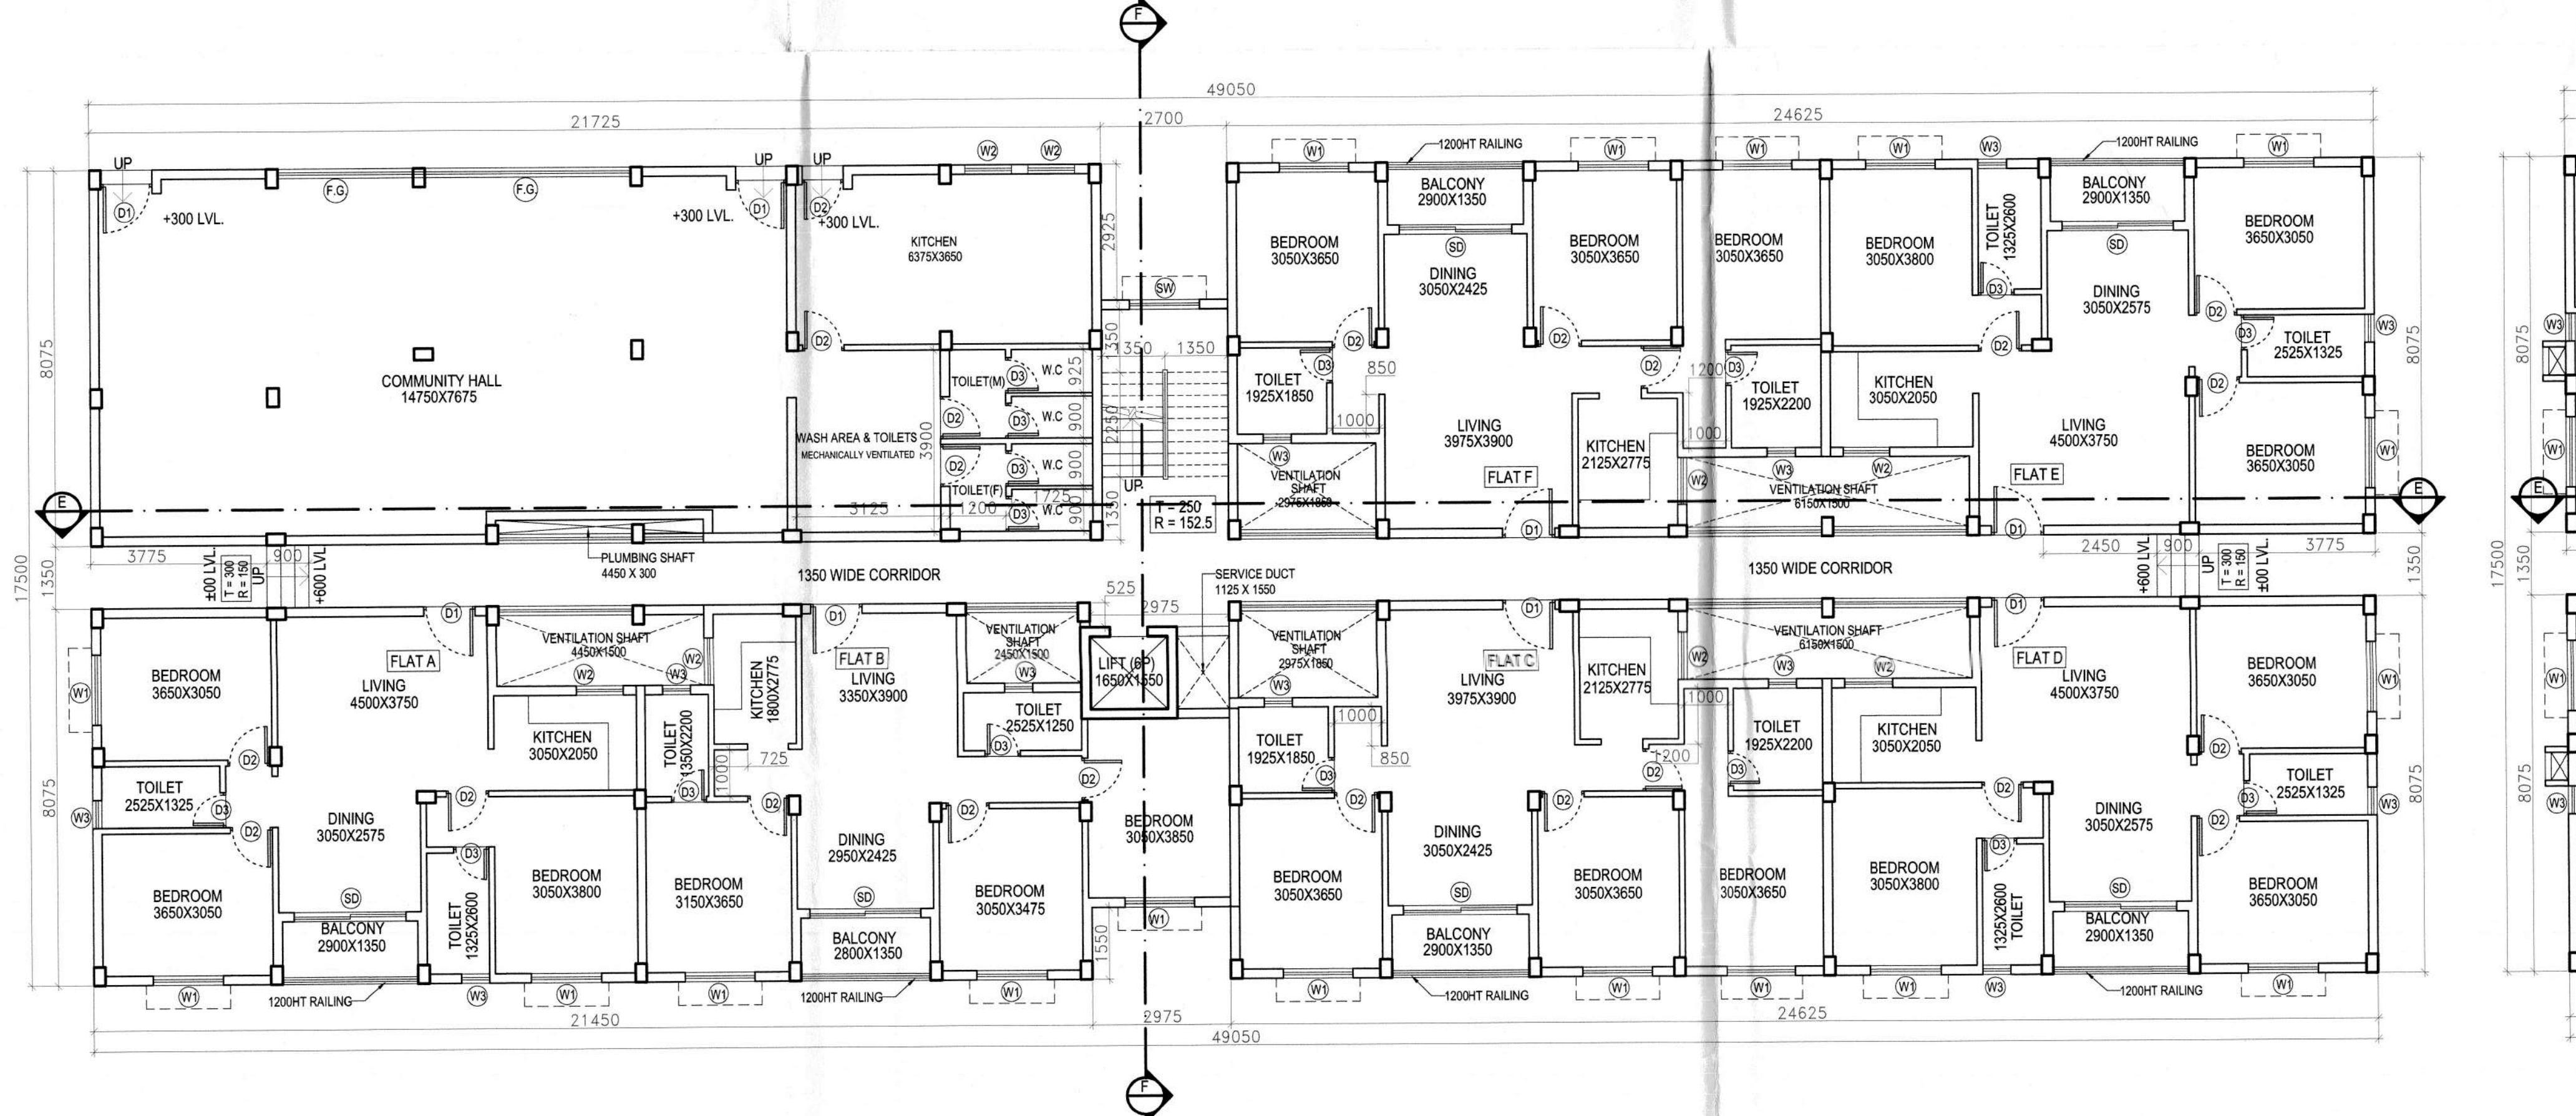 F
49050
21725
2700
24625
UP
UP
UP
W2
W2
W1
1200HT RAILING
W1
W1
W1
W3
1200HT RAILING
W1
D1
+300 LVL.
F.G.
F.G.
+300 LVL.
D1
D2
+300 LVL.
KITCHEN
6375X3650
2925
SW
BEDROOM
3050X3650
BALCONY
2900X1350
SD
DINING
3050X2425
BEDROOM
3050X3650
BEDROOM
3050X3650
BEDROOM
3050X3800
TOILET
1325X2600
D3
BALCONY
2900X1350
SD
DINING
3050X2575
BEDROOM
3650X3050
D2
8075
COMMUNITY HALL
14750X7675
D2
TOILET(M)
D3
W.C
925
D2
D3
W.C
900
WASH AREA & TOILETS
MECHANICALLY VENTILATED
3900
D2
D3
W.C
900
TOILET(F)
1725
D3
W.C
900
3125
1200
1350
1350
1350
2250
1350
UP
T = 250
R = 152.5
D2
D3
TOILET
1925X1850
850
1000
W3
VENTILATION
SHAFT
2975X1850
LIVING
3975X3900
FLAT F
D1
D2
KITCHEN
2125X2775
D2
1200
D3
1000
TOILET
1925X2200
W2
W3
W2
VENTILATION SHAFT
6150X1500
KITCHEN
3050X2050
D2
LIVING
4500X3750
FLAT E
D1
D3
TOILET
2525X1325
W3
D2
BEDROOM
3650X3050
W1
8075
8075
W3
W1
E
E
E
17500
1350
3775
900
±00 LVL.
T = 300
R = 150
UP
+600 LVL
PLUMBING SHAFT
4450 X 300
1350 WIDE CORRIDOR
525
2975
SERVICE DUCT
1125 X 1550
1350 WIDE CORRIDOR
2450
900
3775
+600 LVL
T = 300
R = 150
UP
±00 LVL.
1350
17500
1350
D1
FLAT A
LIVING
4500X3750
BEDROOM
3650X3050
W1
D2
TOILET
2525X1325
D3
W3
D2
8075
BEDROOM
3650X3050
DINING
3050X2575
SD
BALCONY
2900X1350
VENTILATION SHAFT
4450X1500
W2
W3
W2
KITCHEN
3050X2050
D2
D3
TOILET
1325X2600
BEDROOM
3050X3800
TOILET
1350X2200
D3
KITCHEN
1800X2775
725
1000
D2
BEDROOM
3150X3650
D1
FLAT B
LIVING
3350X3900
DINING
2950X2425
SD
BALCONY
2800X1350
VENTILATION
SHAFT
2450X1500
W3
TOILET
2525X1250
D3
D2
D2
BEDROOM
3050X3475
LIFT (6P)
1650X1550
BEDROOM
3050X3850
W1
1550
VENTILATION
SHAFT
2975X1850
W3
TOILET
1925X1850
D3
1000
850
D2
BEDROOM
3050X3650
D1
FLAT C
LIVING
3975X3900
DINING
3050X2425
SD
BALCONY
2900X1350
KITCHEN
2125X2775
D2
D2
1200
BEDROOM
3050X3650
W2
VENTILATION SHAFT
6150X1500
W3
W2
1000
TOILET
1925X2200
D3
BEDROOM
3050X3650
KITCHEN
3050X2050
D2
BEDROOM
3050X3800
D3
1325X2600
TOILET
D1
FLAT D
LIVING
4500X3750
DINING
3050X2575
SD
BALCONY
2900X1350
BEDROOM
3650X3050
W1
D2
TOILET
2525X1325
D3
W3
D2
BEDROOM
3650X3050
8075
8075
W1
W3
W1
1200HT RAILING
W3
W1
W1
1200HT RAILING
W1
W1
1200HT RAILING
W1
W1
W1
W3
1200HT RAILING
W1
21450
2975
24625
49050
F